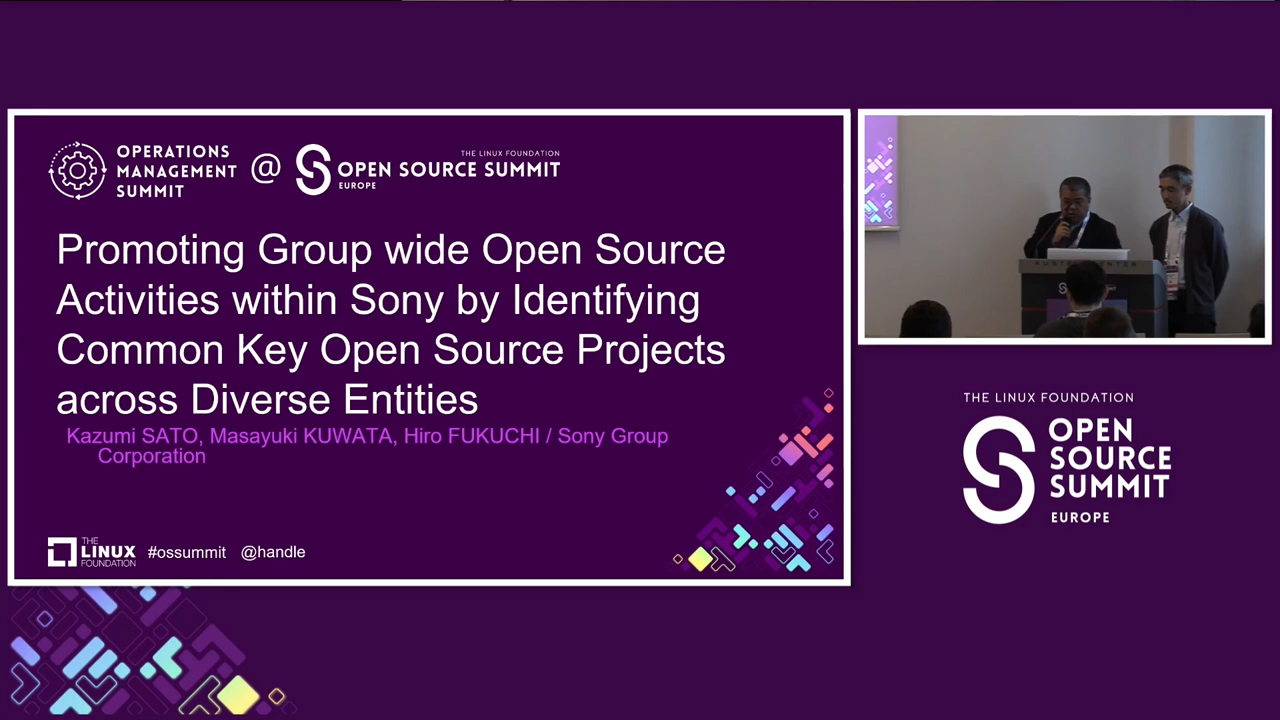 OPERATIONS
MANAGEMENT
SUMMIT
@
THE LINUX FOUNDATION
OPEN SOURCE SUMMIT
EUROPE
Promoting Group wide Open Source
Activities within Sony by Identifying
Common Key Open Source Projects
across Diverse Entities
Kazumi SATO, Masayuki KUWATA, Hiro FUKUCHI / Sony Group
Corporation
THE
LINUX
FOUNDATION
#ossummit @handle
THE LINUX FOUNDATION
OPEN
SOURCE
SUMMIT
EUROPE